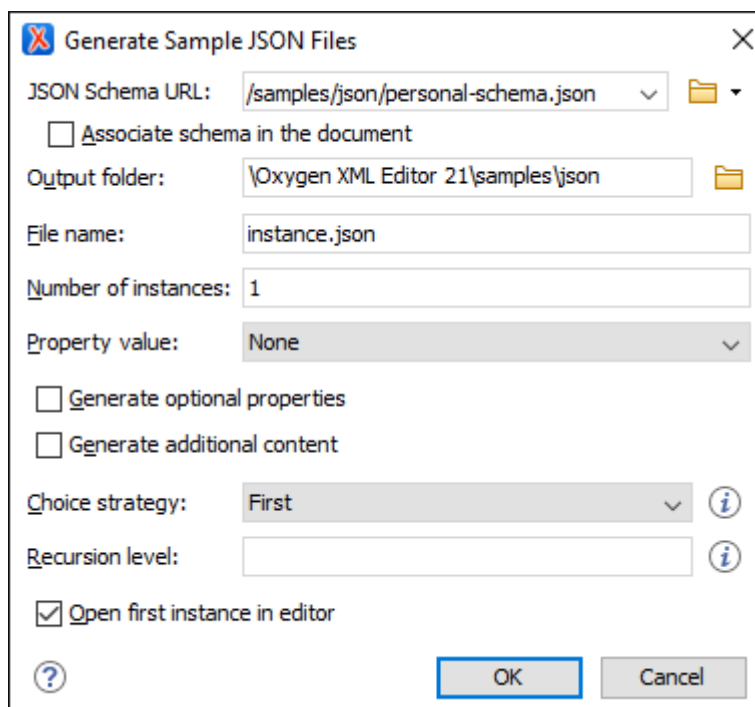 Generate Sample JSON Files
JSON Schema URL: /samples/json/personal-schema.json
Associate schema in the document
Output folder: \Oxygen XML Editor 21\samples\json
File name: instance.json
Number of instances: 1
Property value: None
Generate optional properties
Generate additional content
Choice strategy: First
Recursion level:
Open first instance in editor
OK Cancel